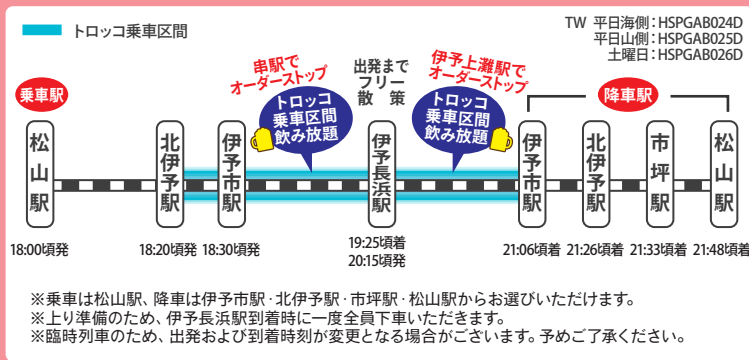 トロッコ乗車区間
TW 平日海側：HSPGAB024D
平日山側：HSPGAB025D
土曜日：HSPGAB026D
乗車駅
串駅で
オーダーストップ
トロッコ
乗車区間
飲み放題
出発まで
フリー
散策
伊予上灘駅で
オーダーストップ
トロッコ
乗車区間
飲み放題
降車駅
松山駅
北伊予駅
伊予市駅
伊予長浜駅
伊予市駅
北伊予駅
市坪駅
松山駅
18:00頃発
18:20頃発
18:30頃発
19:25頃着
20:15頃発
21:06頃着
21:26頃着
21:33頃着
21:48頃着
※乗車は松山駅、降車は伊予市駅・北伊予駅・市坪駅・松山駅からお選びいただけます。
※上り準備のため、伊予長浜駅到着時に一度全員下車いただきます。
※臨時列車のため、出発および到着時刻が変更となる場合がございます。予めご了承ください。